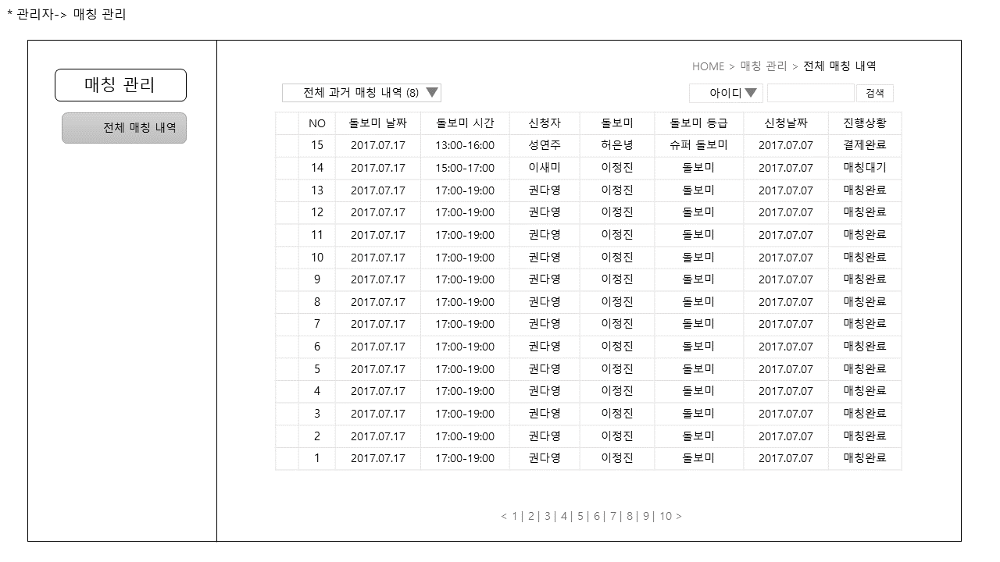 * 관리자-> 매칭 관리
매칭 관리
전체 매칭 내역
HOME > 매칭 관리 > 전체 매칭 내역
전체 과거 매칭 내역 (8) 아이디 검색
NO 돌보미 날짜 돌보미 시간 신청자 돌보미 돌보미 등급 신청날짜 진행상황
15 2017.07.17 13:00-16:00 성연주 허은녕 슈퍼 돌보미 2017.07.07 결제완료
14 2017.07.17 15:00-17:00 이새미 이정진 돌보미 2017.07.07 매칭대기
13 2017.07.17 17:00-19:00 권다영 이정진 돌보미 2017.07.07 매칭완료
12 2017.07.17 17:00-19:00 권다영 이정진 돌보미 2017.07.07 매칭완료
11 2017.07.17 17:00-19:00 권다영 이정진 돌보미 2017.07.07 매칭완료
10 2017.07.17 17:00-19:00 권다영 이정진 돌보미 2017.07.07 매칭완료
9 2017.07.17 17:00-19:00 권다영 이정진 돌보미 2017.07.07 매칭완료
8 2017.07.17 17:00-19:00 권다영 이정진 돌보미 2017.07.07 매칭완료
7 2017.07.17 17:00-19:00 권다영 이정진 돌보미 2017.07.07 매칭완료
6 2017.07.17 17:00-19:00 권다영 이정진 돌보미 2017.07.07 매칭완료
5 2017.07.17 17:00-19:00 권다영 이정진 돌보미 2017.07.07 매칭완료
4 2017.07.17 17:00-19:00 권다영 이정진 돌보미 2017.07.07 매칭완료
3 2017.07.17 17:00-19:00 권다영 이정진 돌보미 2017.07.07 매칭완료
2 2017.07.17 17:00-19:00 권다영 이정진 돌보미 2017.07.07 매칭완료
1 2017.07.17 17:00-19:00 권다영 이정진 돌보미 2017.07.07 매칭완료
< 1 | 2 | 3 | 4 | 5 | 6 | 7 | 8 | 9 | 10 >